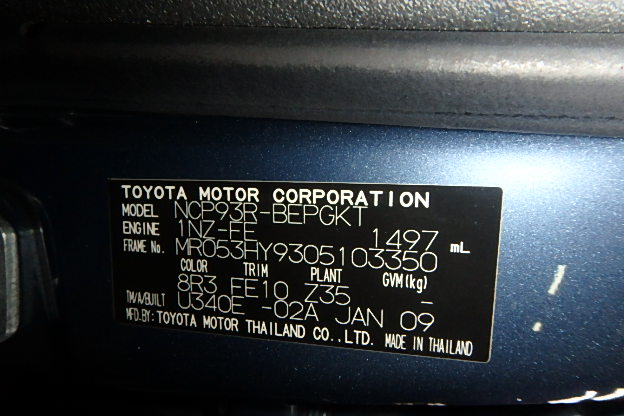 TOYOTA MOTOR CORPORATION
MODEL NCP93R-BEPGKT
ENGINE 1NZ-FE 1497 mL
FRAME No. MR053HY9305103350
COLOR TRIM PLANT GVM(kg)
8R3 FE10 Z35 -
T/M/A/BUILT U340E -02A JAN 09
MFD.BY: TOYOTA MOTOR THAILAND CO.,LTD. MADE IN THAILAND